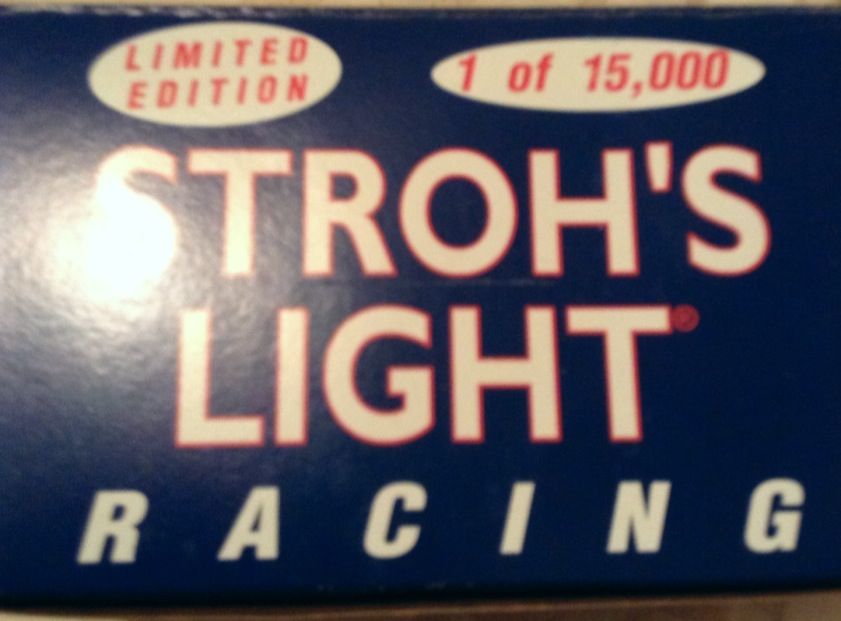 LIMITED
EDITION
1 of 15,000
STROH'S
LIGHT®
RACING